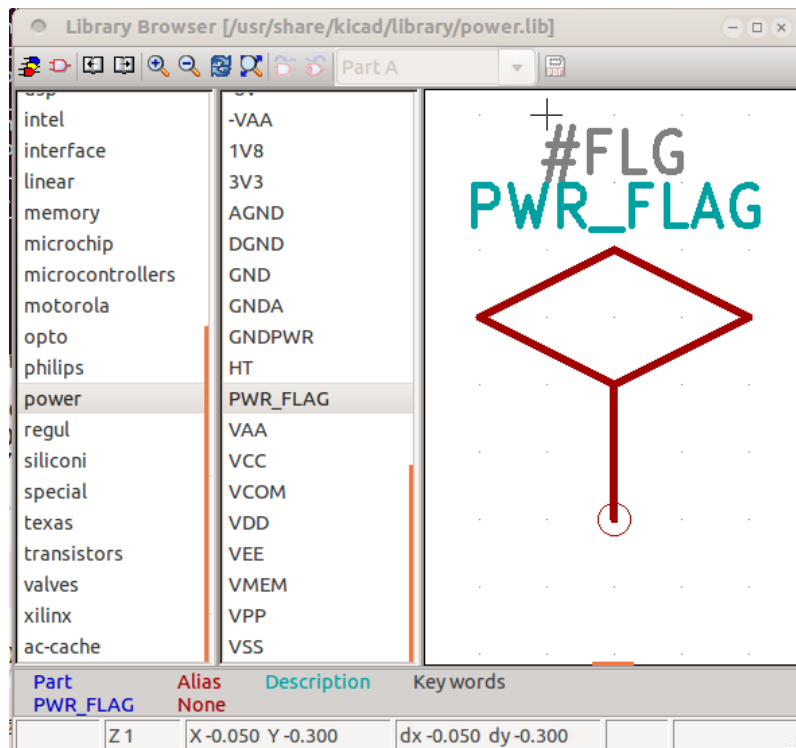 Library Browser [/usr/share/kicad/library/power.lib]
Part A
PDF
intel
interface
linear
memory
microchip
microcontrollers
motorola
opto
philips
power
regul
siliconi
special
texas
transistors
valves
xilinx
ac-cache
-VAA
1V8
3V3
AGND
DGND
GND
GNDA
GNDPWR
HT
PWR_FLAG
VAA
VCC
VCOM
VDD
VEE
VMEM
VPP
VSS
#FLG
PWR_FLAG
Part Alias Description Key words
PWR_FLAG None
Z 1 X -0.050 Y -0.300 dx -0.050 dy -0.300